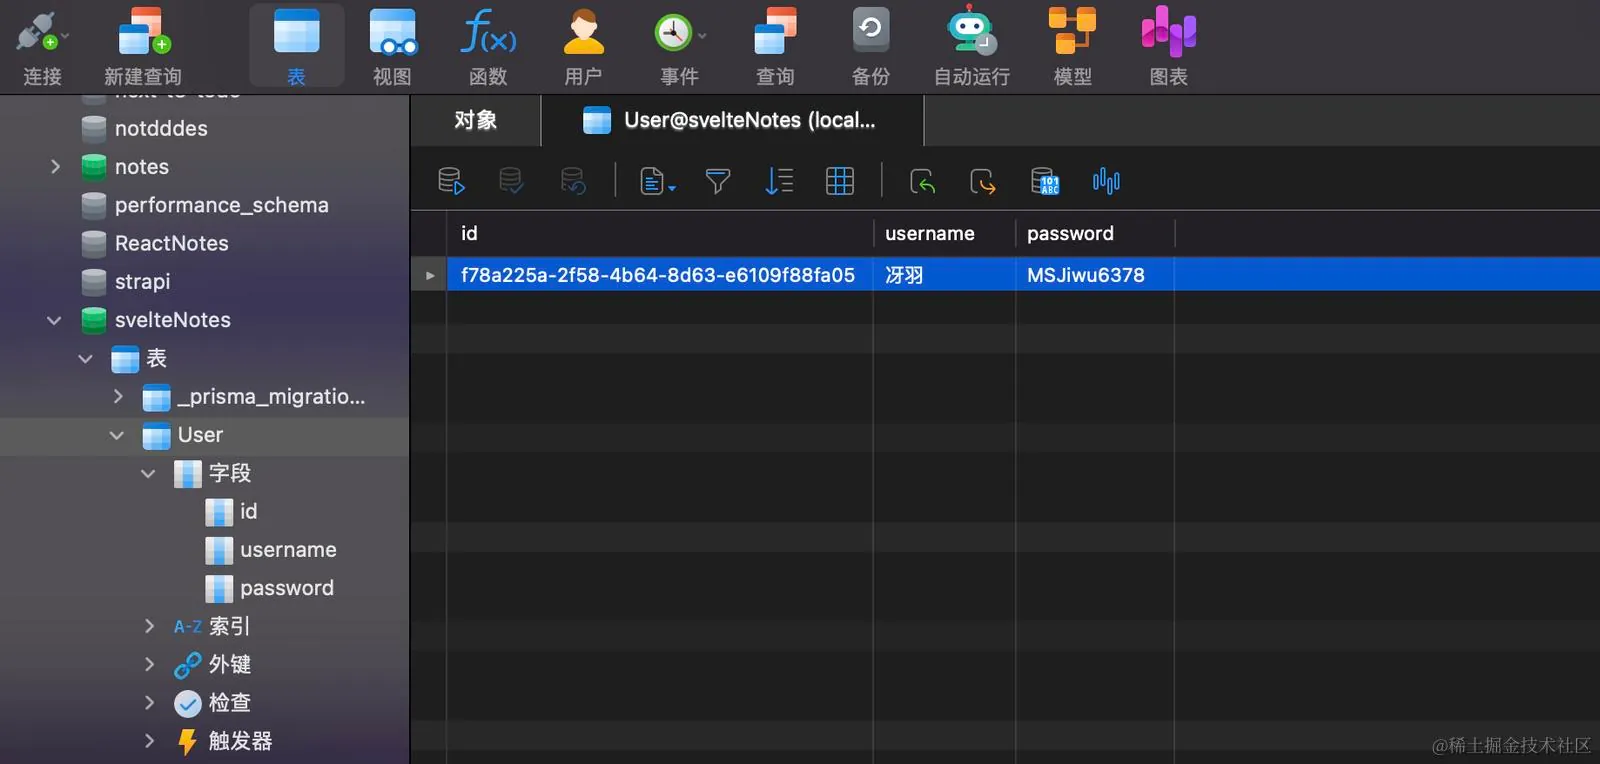 连接
新建查询
表
视图
函数
用户
事件
查询
备份
自动运行
模型
图表
next-to-todo
notdddes
notes
performance_schema
ReactNotes
strapi
svelteNotes
表
_prisma_migratio...
User
字段
id
username
password
A-Z 索引
外键
检查
触发器
对象
User@svelteNotes (local...
id username password
f78a225a-2f58-4b64-8d63-e6109f88fa05 冴羽 MSJiwu6378
@稀土掘金技术社区